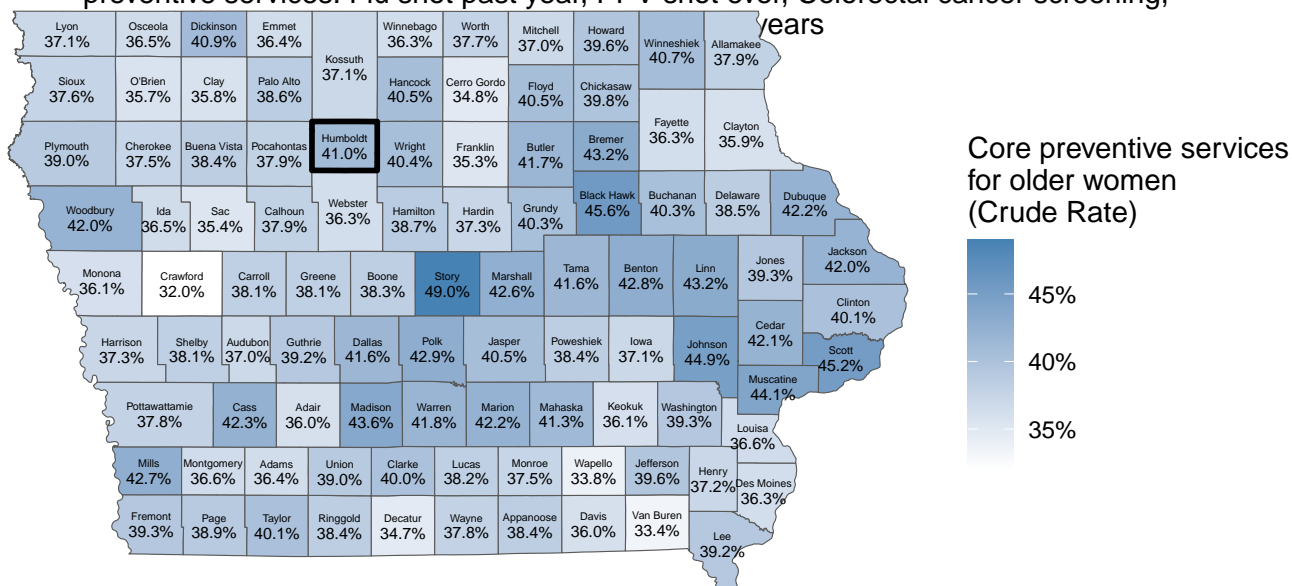 preventive services: Flu shot past year, PPV shot ever, Colorectal cancer screening,
years
Lyon Osceola Dickinson Emmet Winnebago Worth Mitchell Howard
37.1% 36.5% 40.9% 36.4% 36.3% 37.7% 37.0% 39.6%
Winneshiek Allamakee
40.7% 37.9%
Kossuth
37.1%
Sioux O'Brien Clay Palo Alto Hancock Cerro Gordo Floyd Chickasaw
37.6% 35.7% 35.8% 38.6% 40.5% 34.8% 40.5% 39.8%
Fayette Clayton
36.3% 35.9%
Plymouth Cherokee Buena Vista Pocahontas Humboldt Wright Franklin Butler Bremer
39.0% 37.5% 38.4% 37.9% 41.0% 40.4% 35.3% 41.7% 43.2%
Woodbury Ida Sac Calhoun Webster Hamilton Hardin Grundy Black Hawk Buchanan Delaware Dubuque
42.0% 36.5% 35.4% 37.9% 36.3% 38.7% 37.3% 40.3% 45.6% 40.3% 38.5% 42.2%
Monona Crawford Carroll Greene Boone Story Marshall Tama Benton Linn Jones Jackson
36.1% 32.0% 38.1% 38.1% 38.3% 49.0% 42.6% 41.6% 42.8% 43.2% 39.3% 42.0%
Clinton
40.1%
Harrison Shelby Audubon Guthrie Dallas Polk Jasper Poweshiek Iowa Johnson Cedar Scott
37.3% 38.1% 37.0% 39.2% 41.6% 42.9% 40.5% 38.4% 37.1% 44.9% 42.1% 45.2%
Muscatine
44.1%
Pottawattamie Cass Adair Madison Warren Marion Mahaska Keokuk Washington
37.8% 42.3% 36.0% 43.6% 41.8% 42.2% 41.3% 36.1% 39.3%
Louisa
36.6%
Mills Montgomery Adams Union Clarke Lucas Monroe Wapello Jefferson Henry Des Moines
42.7% 36.6% 36.4% 39.0% 40.0% 38.2% 37.5% 33.8% 39.6% 37.2% 36.3%
Fremont Page Taylor Ringgold Decatur Wayne Appanoose Davis Van Buren Lee
39.3% 38.9% 40.1% 38.4% 34.7% 37.8% 38.4% 36.0% 33.4% 39.2%
Core preventive services
for older women
(Crude Rate)
45%
40%
35%